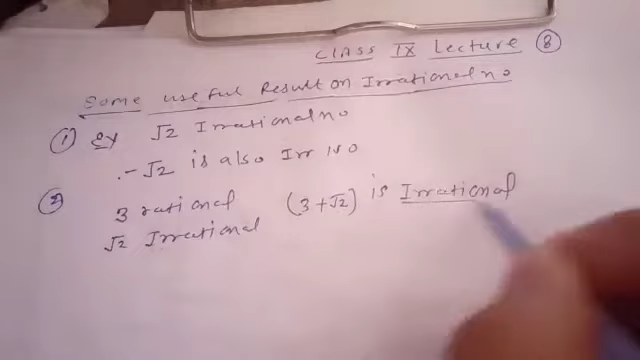 CLASS IX Lecture 8
Some useful Result on Irrational no
1 Ex √2 Irrational no
-√2 is also Irr no
2 3 rational (3+√2) is Irrational
√2 Irrational